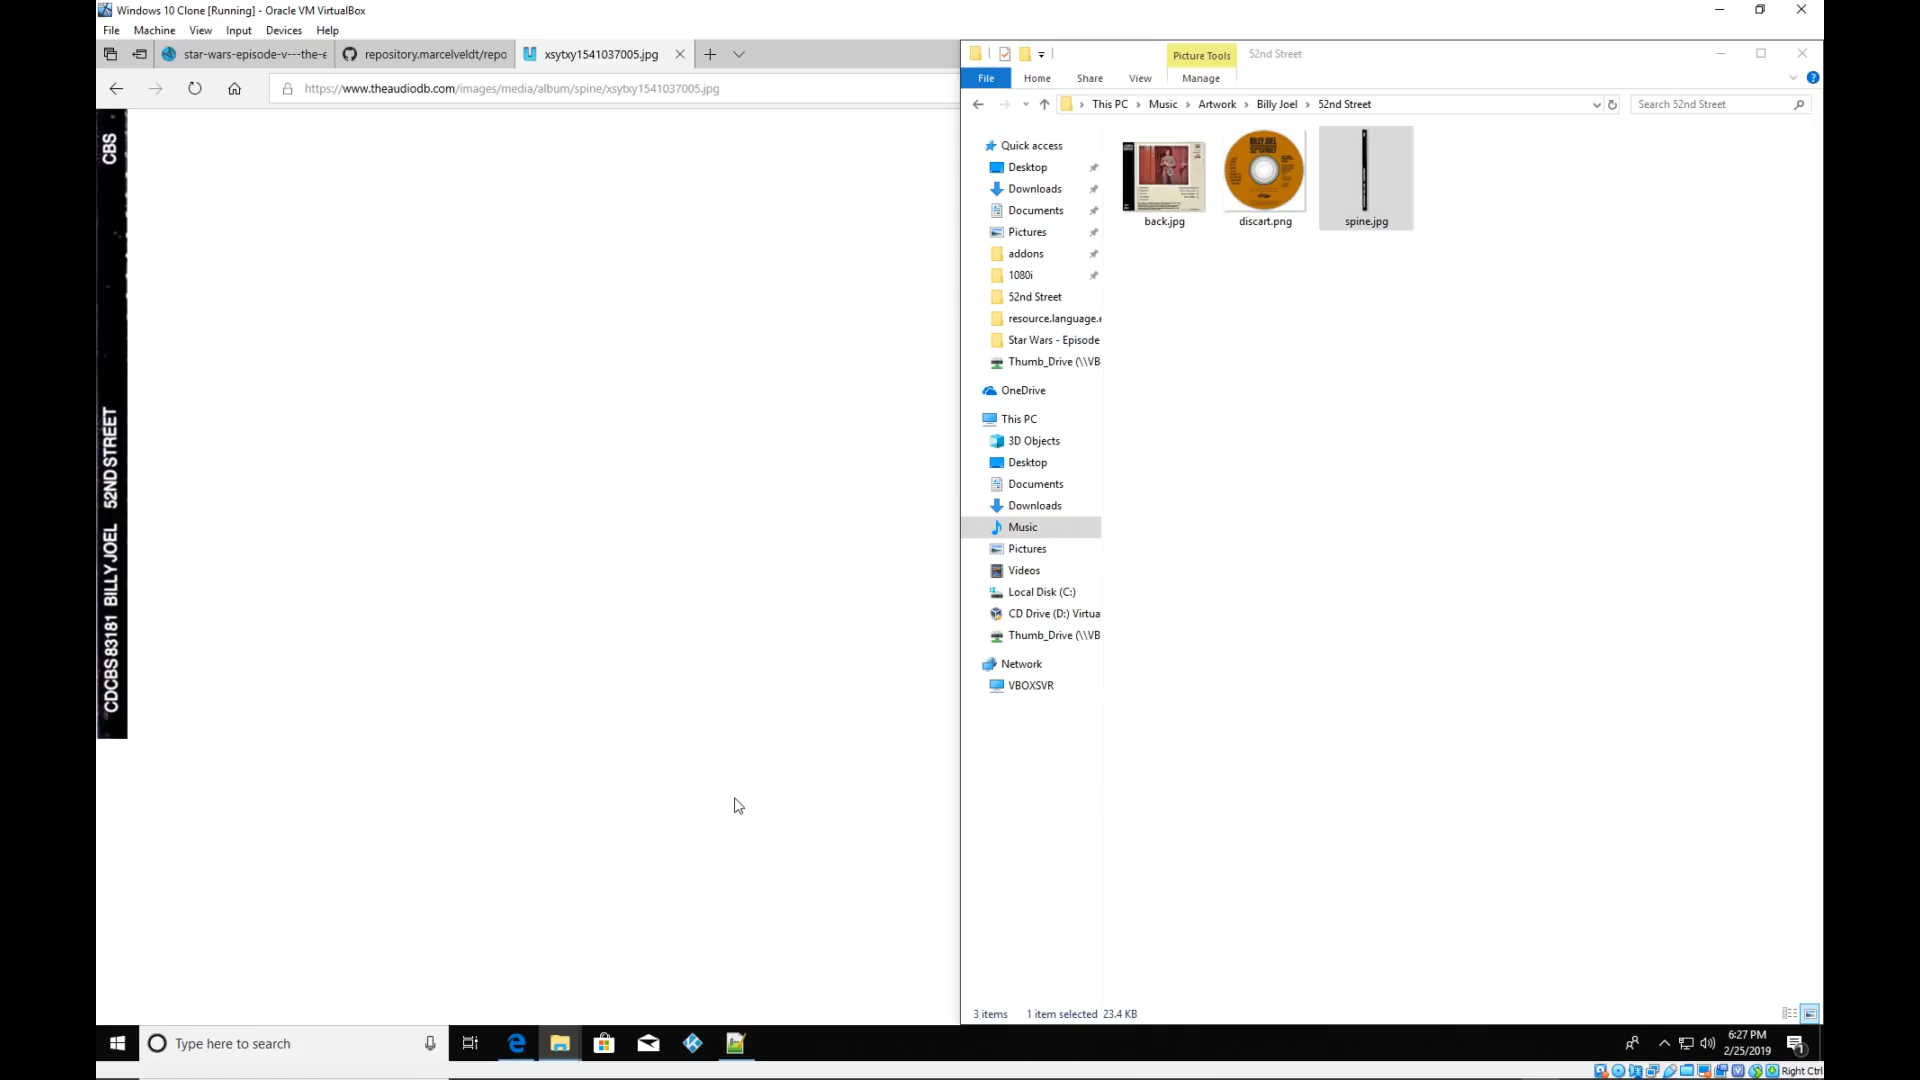 Windows 10 Clone [Running] - Oracle VM VirtualBox
File Machine View Input Devices Help
star-wars-episode-v---the-e
repository.marcelveldt/repo
xsytxy1541037005.jpg
https://www.theaudiodb.com/images/media/album/spine/xsytxy1541037005.jpg
CDCBS 83181 BILLY JOEL 52ND STREET CBS
Picture Tools
52nd Street
File Home Share View Manage
This PC › Music › Artwork › Billy Joel › 52nd Street
Search 52nd Street
Quick access
Desktop
Downloads
Documents
Pictures
addons
1080i
52nd Street
resource.language.e
Star Wars - Episode
Thumb_Drive (\\VB
OneDrive
This PC
3D Objects
Desktop
Documents
Downloads
Music
Pictures
Videos
Local Disk (C:)
CD Drive (D:) Virtua
Thumb_Drive (\\VB
Network
VBOXSVR
BILLY JOEL
back.jpg
discart.png
spine.jpg
3 items 1 item selected 23.4 KB
Type here to search
6:27 PM
2/25/2019
1
Right Ctrl